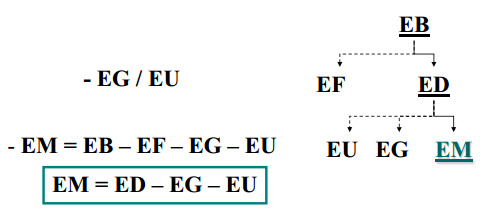 EB
- EG / EU
EF ED
- EM = EB – EF – EG – EU
EU EG EM
EM = ED – EG – EU